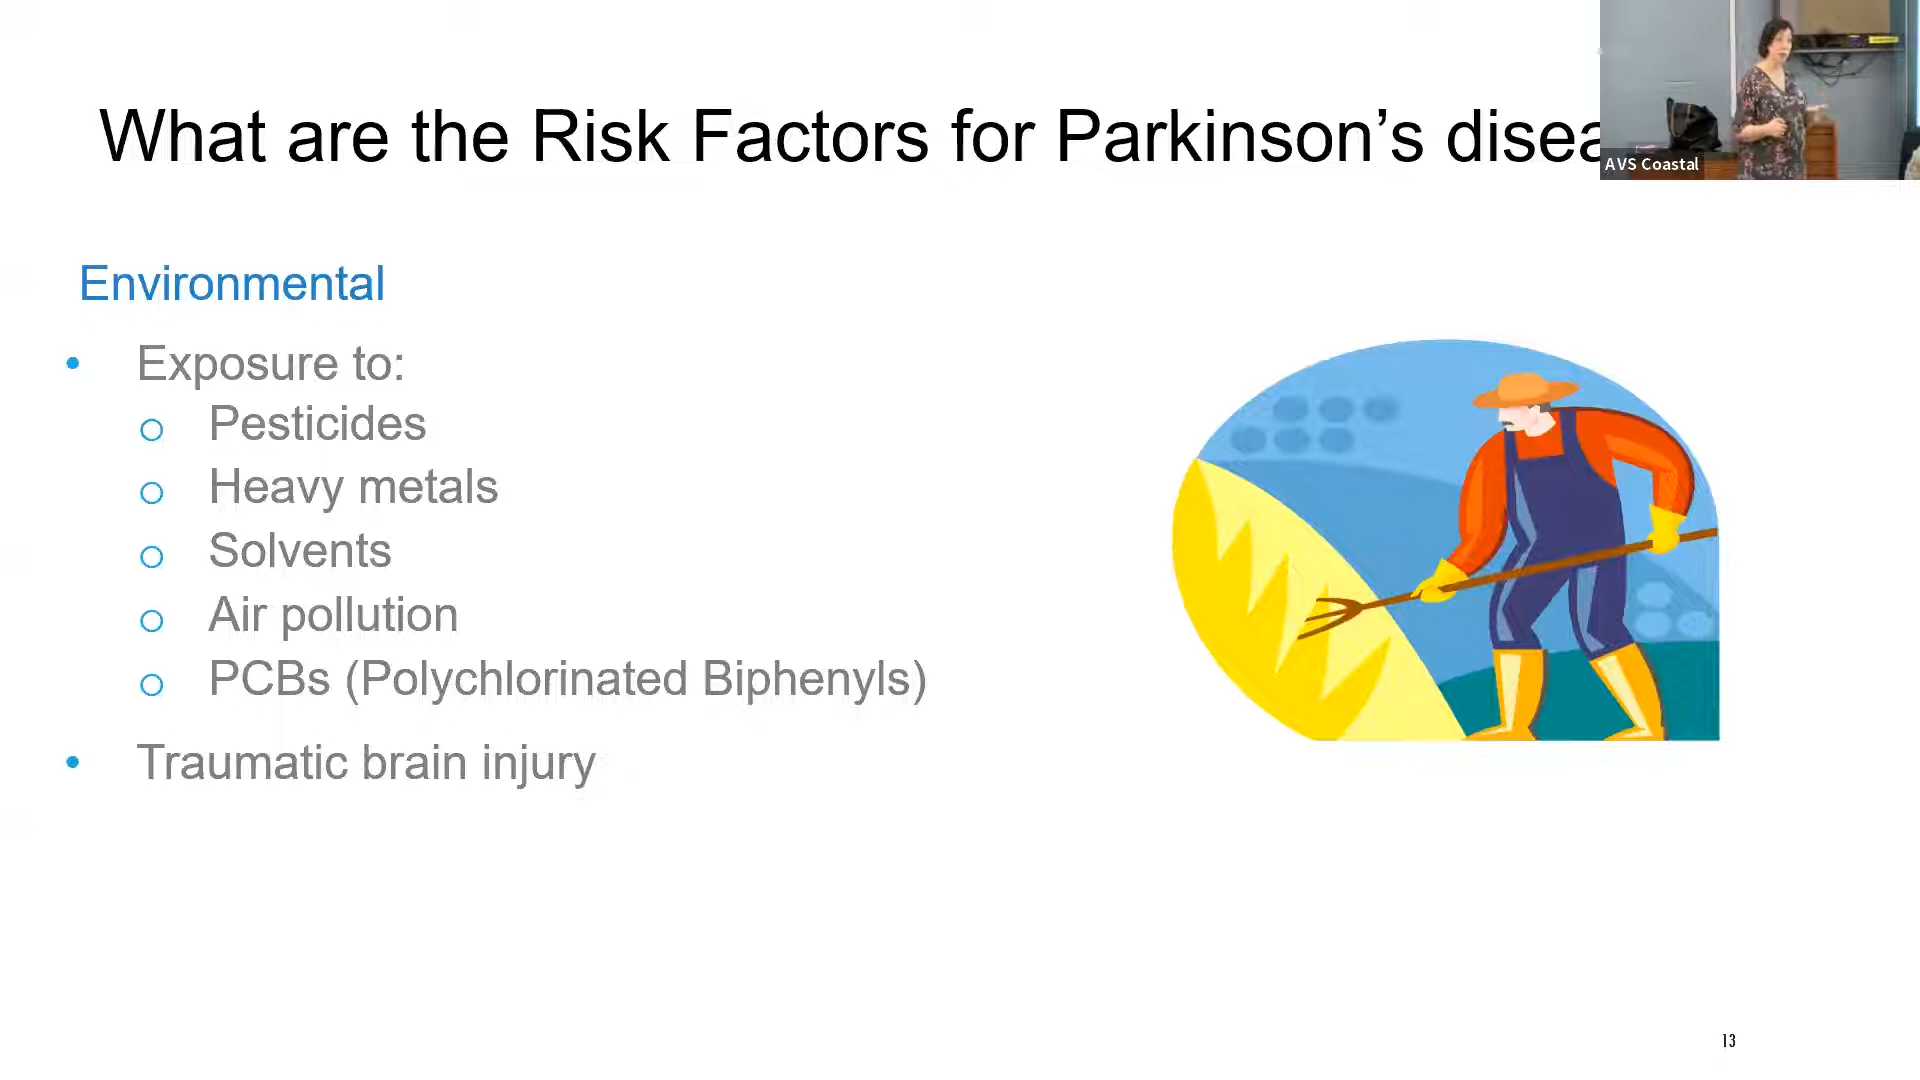 What are the Risk Factors for Parkinson’s disea
AVS Coastal
Environmental
• Exposure to:
o Pesticides
o Heavy metals
o Solvents
o Air pollution
o PCBs (Polychlorinated Biphenyls)
• Traumatic brain injury
13